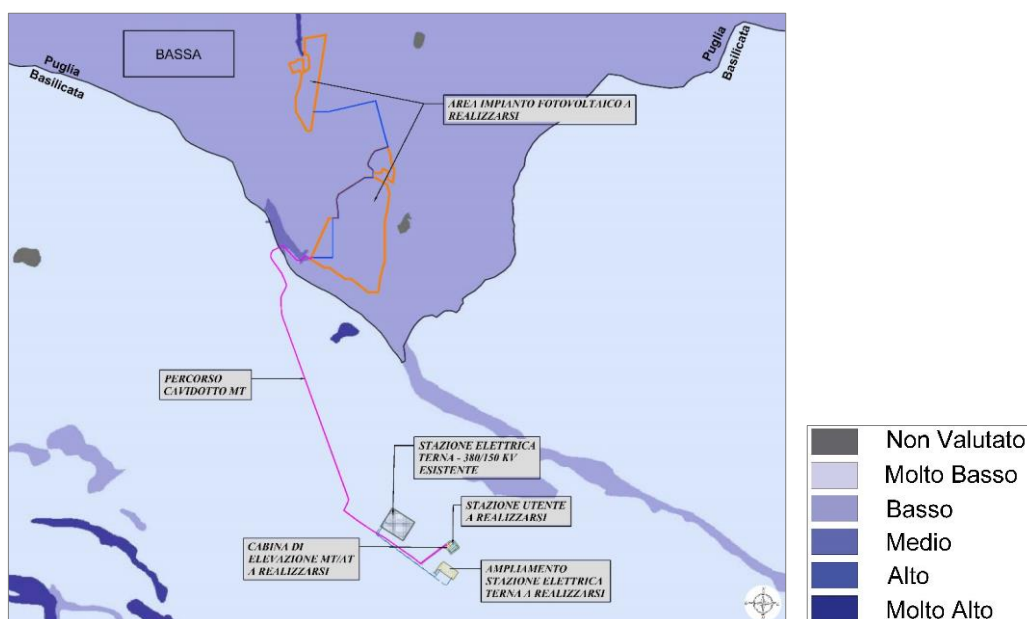 BASSA
Puglia
Basilicata
Puglia
Basilicata
AREA IMPIANTO FOTOVOLTAICO A
REALIZZARSI
PERCORSO
CAVIDOTTO MT
STAZIONE ELETTRICA
TERNA - 380/150 KV
ESISTENTE
STAZIONE UTENTE
A REALIZZARSI
CABINA DI
ELEVAZIONE MT/AT
A REALIZZARSI
AMPLIAMENTO
STAZIONE ELETTRICA
TERNA A REALIZZARSI
Non Valutato
Molto Basso
Basso
Medio
Alto
Molto Alto